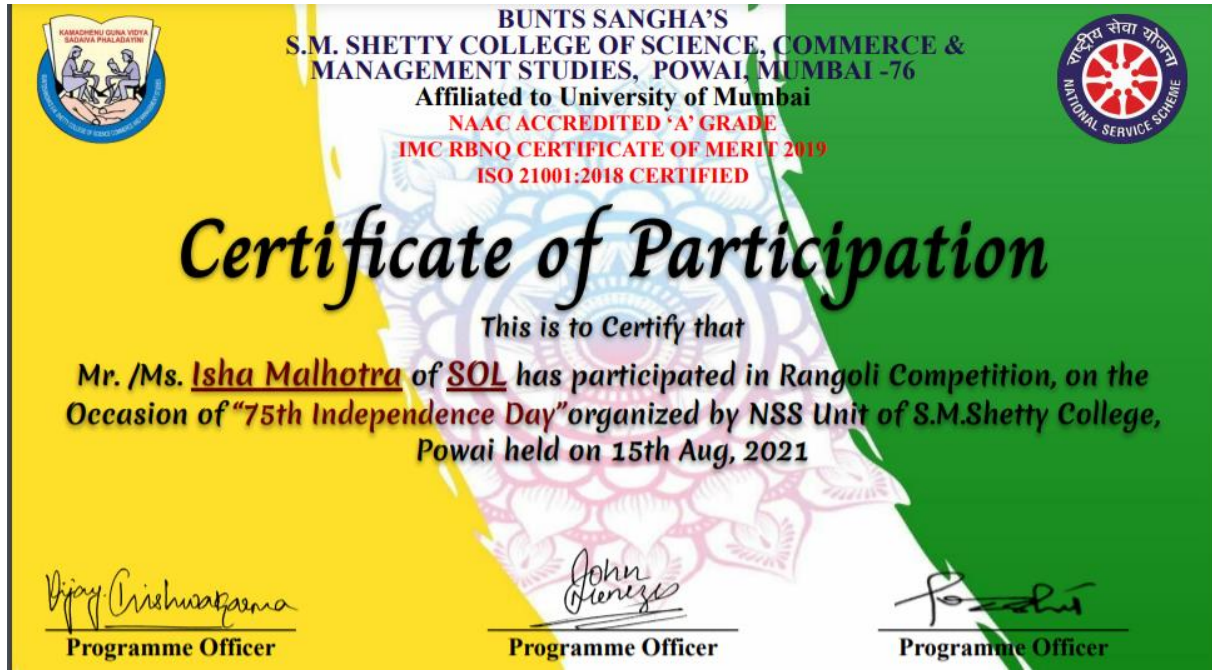 KAMADHENU GUNA VIDYA
SADAIVA PHALADAYINI
BUNTS SANGHA'S
S.M. SHETTY COLLEGE OF SCIENCE, COMMERCE &
MANAGEMENT STUDIES, POWAI, MUMBAI -76
Affiliated to University of Mumbai
NAAC ACCREDITED 'A' GRADE
IMC RBNQ CERTIFICATE OF MERIT 2019
ISO 21001:2018 CERTIFIED
राष्ट्रीय सेवा योजना
NATIONAL SERVICE SCHEME
Certificate of Participation
This is to Certify that
Mr. /Ms. Isha Malhotra of SOL has participated in Rangoli Competition, on the
Occasion of "75th Independence Day"organized by NSS Unit of S.M.Shetty College,
Powai held on 15th Aug, 2021
Vijay. Vishwakarma
John
Menezes
Programme Officer
Programme Officer
Programme Officer